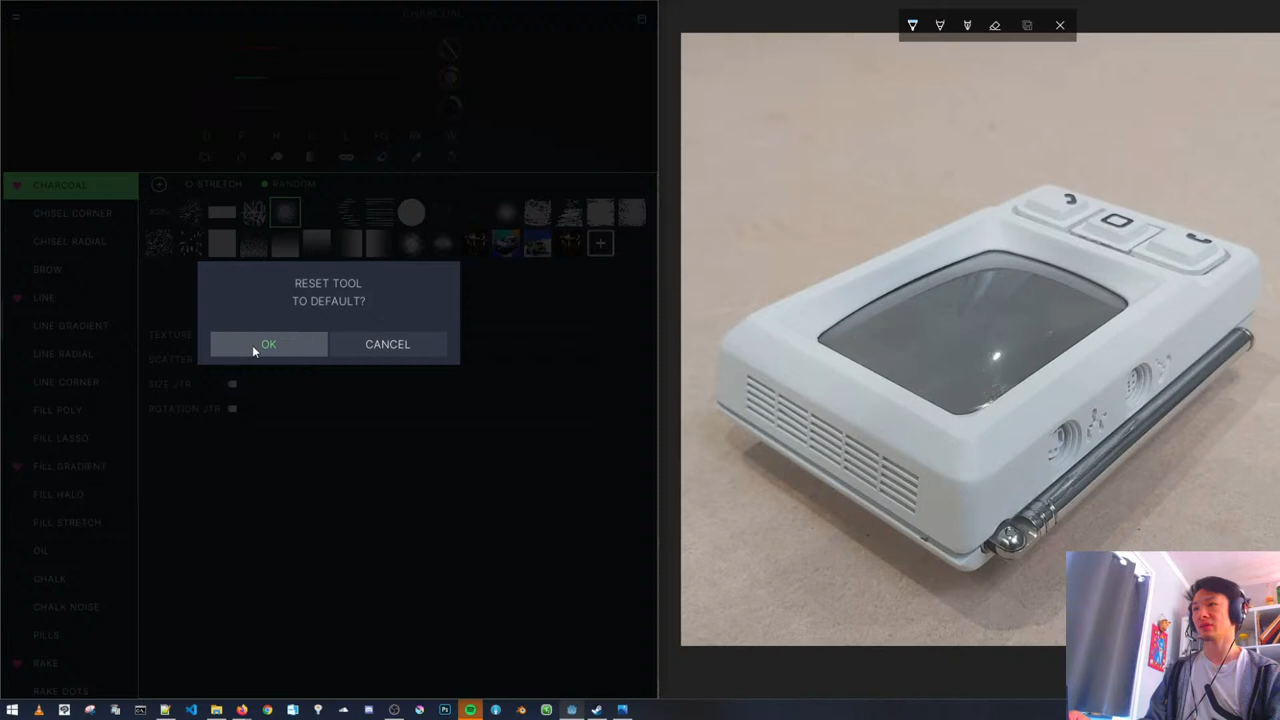 CHARCOAL
CHARCOAL
CHISEL CORNER
CHISEL RADIAL
BROW
LINE
LINE GRADIENT
LINE RADIAL
LINE CORNER
FILL POLY
FILL LASSO
FILL GRADIENT
FILL HALO
FILL STRETCH
OIL
CHALK
CHALK NOISE
PILLS
RAKE
RAKE DOTS
STRETCH
RANDOM
RESET TOOL
TO DEFAULT?
OK
CANCEL
TEXTURE
SCATTER
SIZE JTR
ROTATION JTR